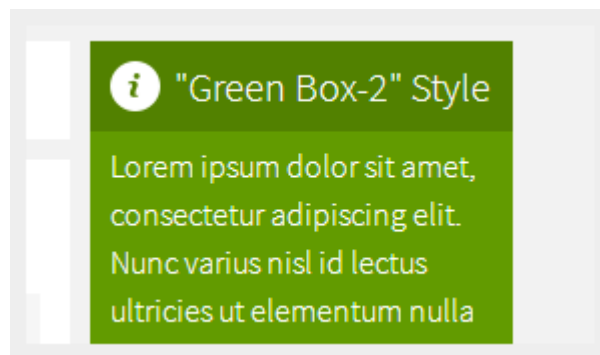 "Green Box-2" Style
Lorem ipsum dolor sit amet,
consectetur adipiscing elit.
Nunc varius nisl id lectus
ultricies ut elementum nulla